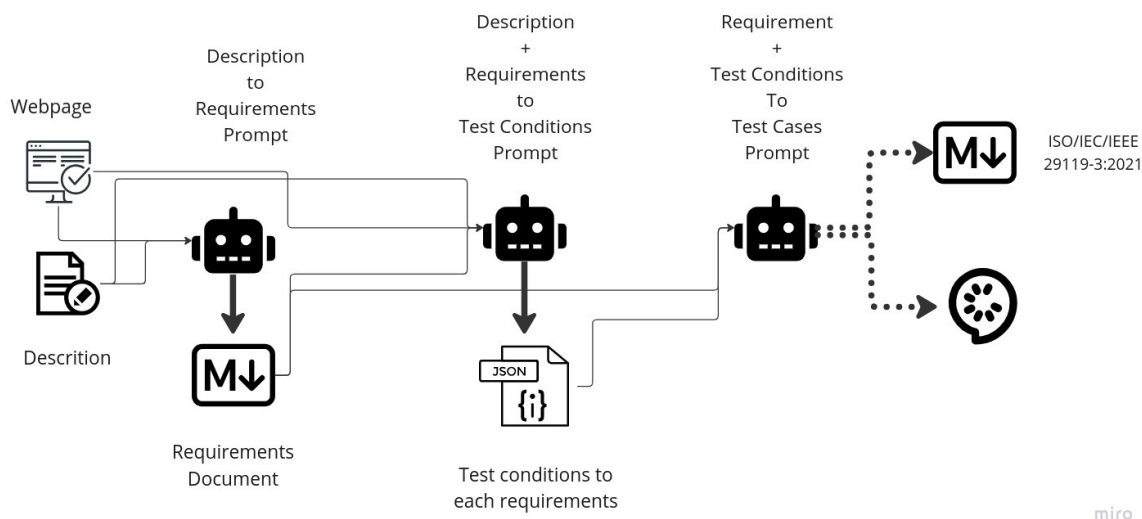 Webpage
Description
to
Requirements
Prompt
Description
+
Requirements
to
Test Conditions
Prompt
Requirement
+
Test Conditions
To
Test Cases
Prompt
M
ISO/IEC/IEEE
29119-3:2021
Descrition
M
JSON
{i}
Requirements
Document
Test conditions to
each requirements
miro